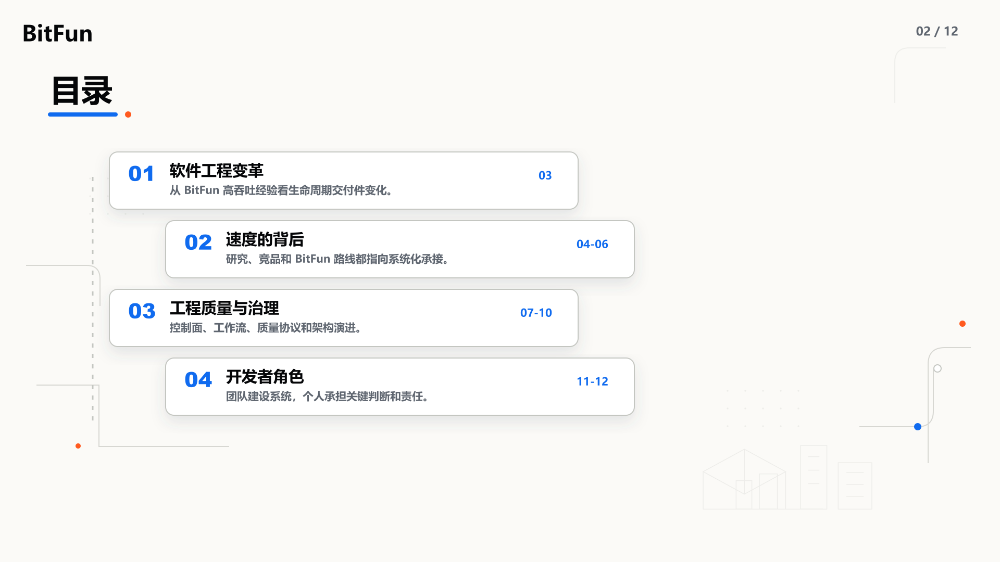 BitFun
02 / 12
目录
01
软件工程变革
03
从 BitFun 高吞吐经验看生命周期交付件变化。
02
速度的背后
04-06
研究、竞品和 BitFun 路线都指向系统化承接。
03
工程质量与治理
07-10
控制面、工作流、质量协议和架构演进。
04
开发者角色
11-12
团队建设系统，个人承担关键判断和责任。